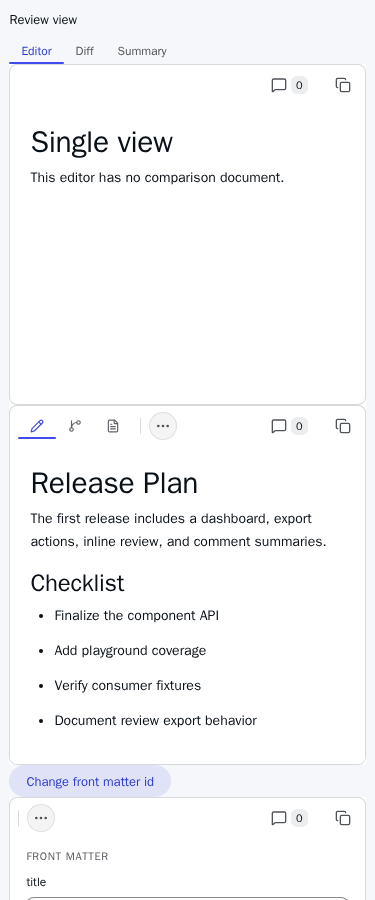 Review view
Editor Diff Summary
0
Single view
This editor has no comparison document.
0
Release Plan
The first release includes a dashboard, export
actions, inline review, and comment summaries.
Checklist
• Finalize the component API
• Add playground coverage
• Verify consumer fixtures
• Document review export behavior
Change front matter id
0
FRONT MATTER
title